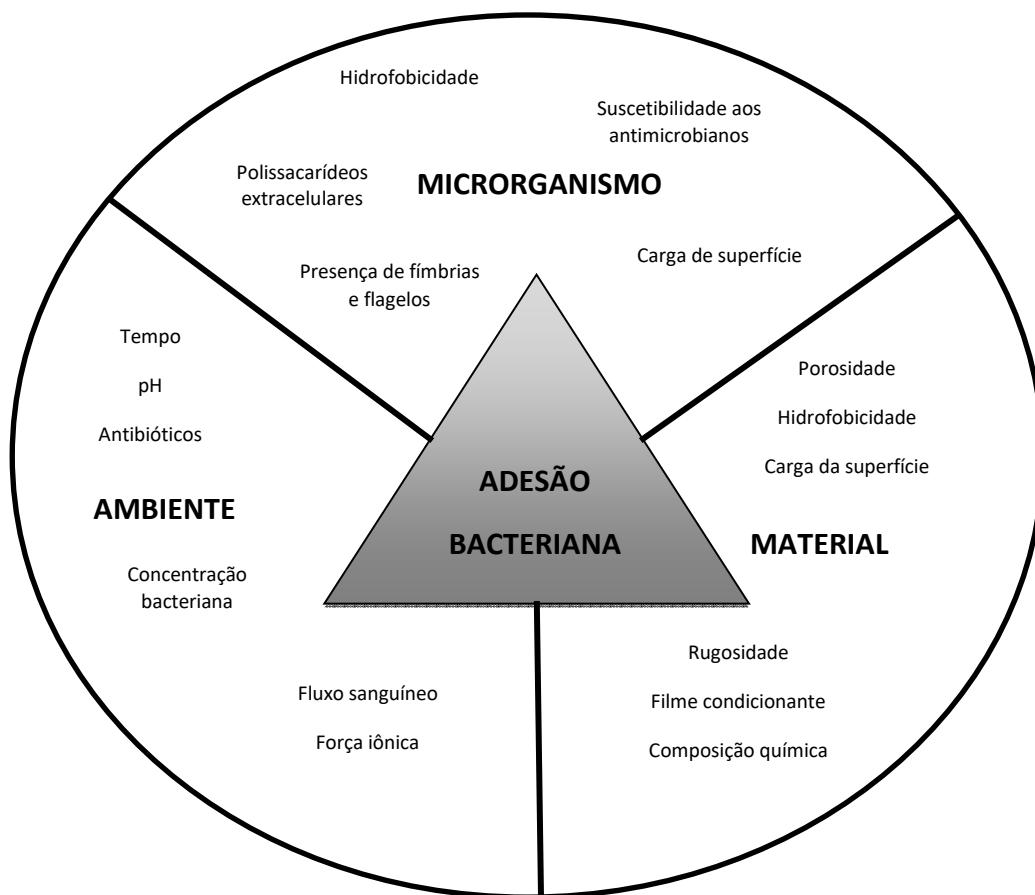 Hidrofobicidade
Suscetibilidade aos
antimicrobianos
Polissacarídeos
extracelulares
MICRORGANISMO
Presença de fímbrias
e flagelos
Carga de superfície
Tempo
pH
Antibióticos
AMBIENTE
Concentração
bacteriana
Fluxo sanguíneo
Força iônica
ADESÃO
BACTERIANA
Porosidade
Hidrofobicidade
Carga da superfície
MATERIAL
Rugosidade
Filme condicionante
Composição química